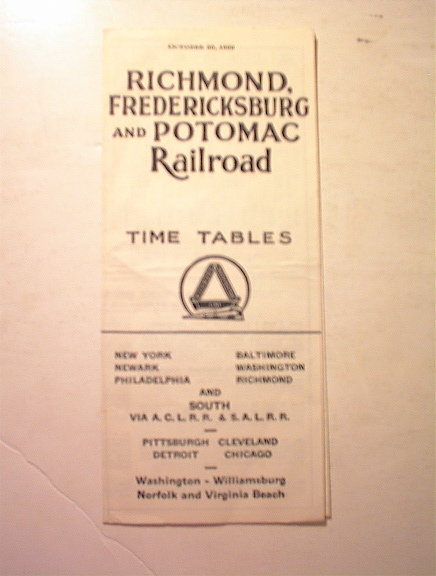 OCTOBER
RICHMOND,
FREDERICKSBURG
AND POTOMAC
Railroad
TIME TABLES
NEW YORK BALTIMORE
NEWARK WASHINGTON
PHILADELPHIA RICHMOND
AND
SOUTH
VIA A. C. L. R. R. & S. A. L. R. R.
PITTSBURGH CLEVELAND
DETROIT CHICAGO
Washington - Williamsburg
Norfolk and Virginia Beach